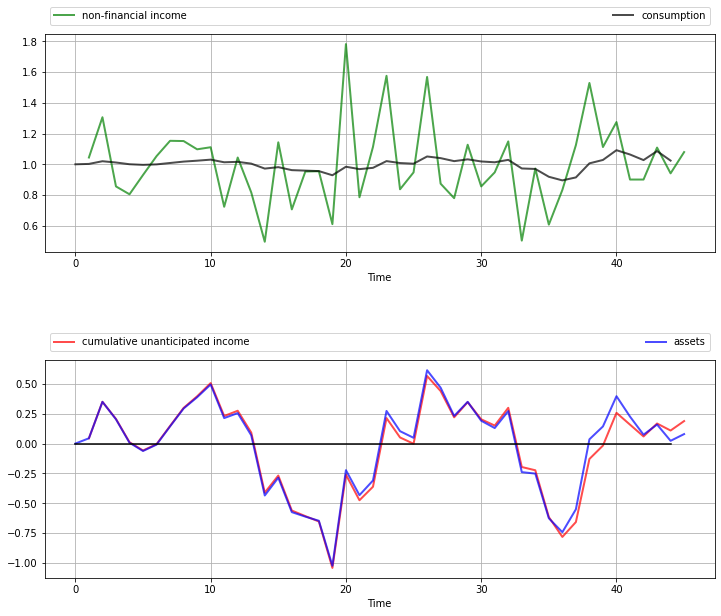 non-financial income consumption
1.8
1.6
1.4
1.2
1.0
0.8
0.6
0 10 20 30 40
Time
cumulative unanticipated income assets
0.50
0.25
0.00
−0.25
−0.50
−0.75
−1.00
0 10 20 30 40
Time